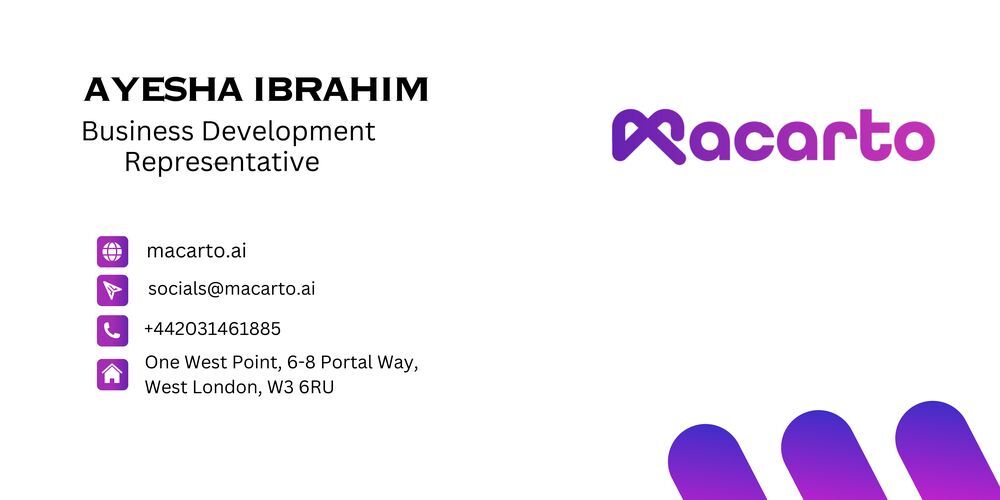 AYESHA IBRAHIM
Business Development
Representative
Macarto
macarto.ai
socials@macarto.ai
+442031461885
One West Point, 6-8 Portal Way,
West London, W3 6RU